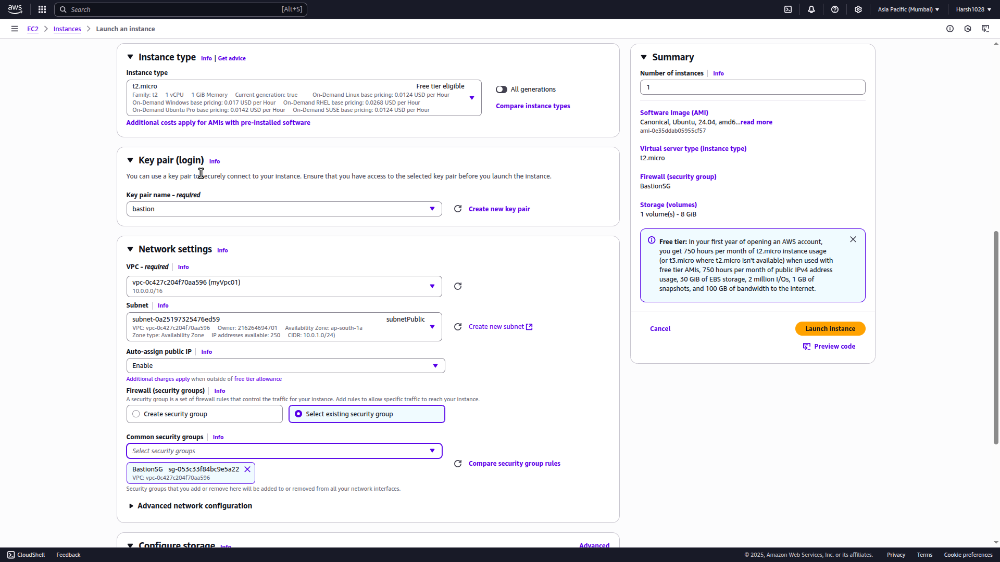 aws
Search [Alt+S]
Asia Pacific (Mumbai)
Harsh1028
EC2 > Instances > Launch an instance
Instance type Info | Get advice
Instance type
t2.micro Free tier eligible
Family: t2 1 vCPU 1 GiB Memory Current generation: true On-Demand Linux base pricing: 0.0124 USD per Hour
On-Demand Windows base pricing: 0.017 USD per Hour On-Demand RHEL base pricing: 0.0268 USD per Hour
On-Demand Ubuntu Pro base pricing: 0.0142 USD per Hour On-Demand SUSE base pricing: 0.0124 USD per Hour
All generations
Compare instance types
Additional costs apply for AMIs with pre-installed software
Key pair (login) Info
You can use a key pair to securely connect to your instance. Ensure that you have access to the selected key pair before you launch the instance.
Key pair name - required
bastion
Create new key pair
Network settings Info
VPC - required Info
vpc-0c427c204f70aa596 (myVpc01)
10.0.0.0/16
Subnet Info
subnet-0a25197325476ed59 subnetPublic
VPC: vpc-0c427c204f70aa596 Owner: 216264694701 Availability Zone: ap-south-1a
Zone type: Availability Zone IP addresses available: 250 CIDR: 10.0.1.0/24)
Create new subnet
Auto-assign public IP Info
Enable
Additional charges apply when outside of free tier allowance
Firewall (security groups) Info
A security group is a set of firewall rules that control the traffic for your instance. Add rules to allow specific traffic to reach your instance.
Create security group
Select existing security group
Common security groups Info
Select security groups
BastionSG sg-053c33f84bc9e5a22
VPC: vpc-0c427c204f70aa596
Compare security group rules
Security groups that you add or remove here will be added to or removed from all your network interfaces.
Advanced network configuration
Configure storage Info Advanced
Summary
Number of instances Info
1
Software Image (AMI)
Canonical, Ubuntu, 24.04, amd6...read more
ami-0e35ddab05955cf57
Virtual server type (instance type)
t2.micro
Firewall (security group)
BastionSG
Storage (volumes)
1 volume(s) - 8 GiB
Free tier: In your first year of opening an AWS account,
you get 750 hours per month of t2.micro instance usage
(or t3.micro where t2.micro isn't available) when used with
free tier AMIs, 750 hours per month of public IPv4 address
usage, 30 GiB of EBS storage, 2 million I/Os, 1 GB of
snapshots, and 100 GB of bandwidth to the internet.
Cancel
Launch instance
Preview code
CloudShell Feedback
© 2025, Amazon Web Services, Inc. or its affiliates. Privacy Terms Cookie preferences